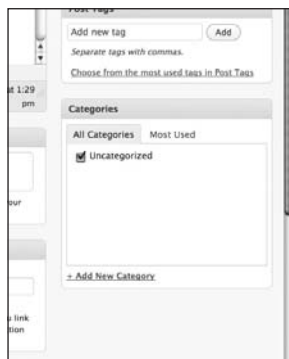 Post Tags
Add new tag
Add
Separate tags with commas.
Choose from the most used tags in Post Tags
at 1:29
pm
Categories
All Categories Most Used
Uncategorized
your
+ Add New Category
u link
tion